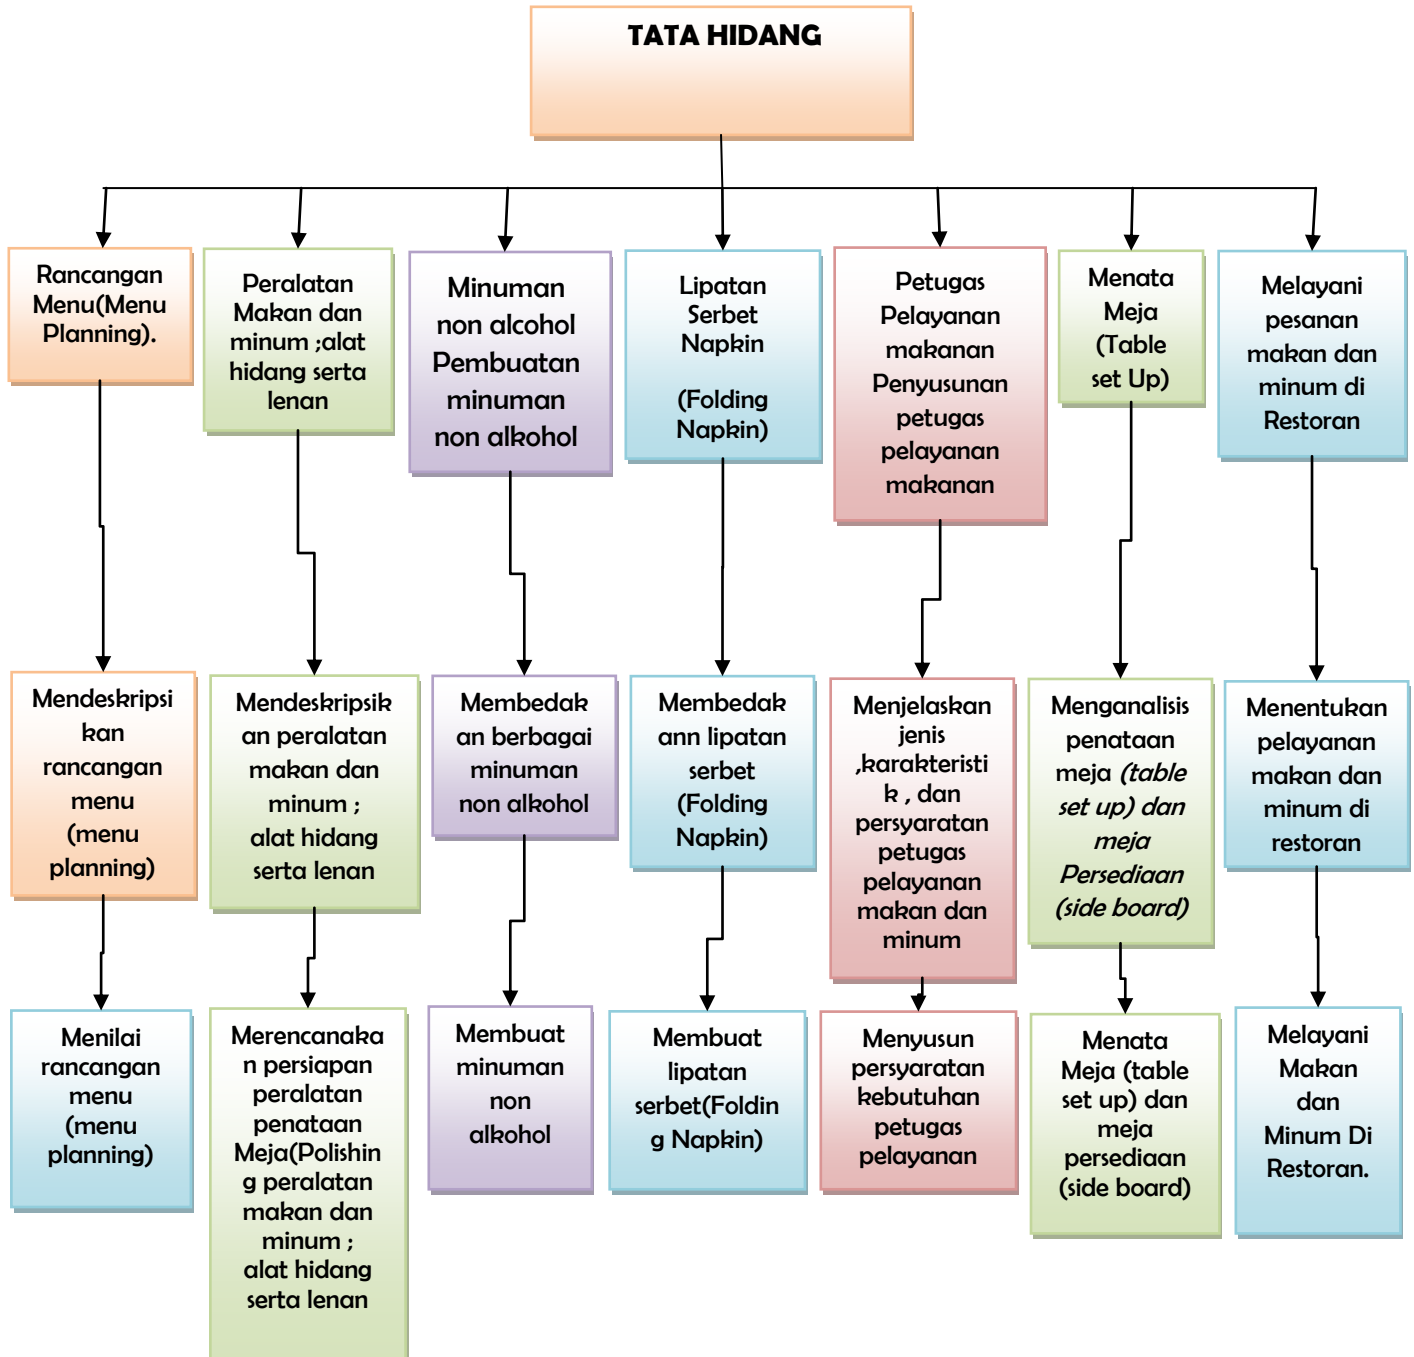 TATA HIDANG
Rancangan
Menu(Menu
Planning).
Peralatan
Makan dan
minum ;alat
hidang serta
lenan
Minuman
non alcohol
Pembuatan
minuman
non alkohol
Lipatan
Serbet
Napkin
(Folding
Napkin)
Petugas
Pelayanan
makanan
Penyusunan
petugas
pelayanan
makanan
Menata
Meja
(Table
set Up)
Melayani
pesanan
makan dan
minum di
Restoran
Mendeskripsi
kan
rancangan
menu
(menu
planning)
Mendeskripsik
an peralatan
makan dan
minum ;
alat hidang
serta lenan
Membedak
an berbagai
minuman
non alkohol
Membedak
ann lipatan
serbet
(Folding
Napkin)
Menjelaskan
jenis
,karakteristi
k , dan
persyaratan
petugas
pelayanan
makan dan
minum
Menganalisis
penataan
meja (table
set up) dan
meja
Persediaan
(side board)
Menentukan
pelayanan
makan dan
minum di
restoran
Menilai
rancangan
menu
(menu
planning)
Merencanaka
n persiapan
peralatan
penataan
Meja(Polishin
g peralatan
makan dan
minum ;
alat hidang
serta lenan
Membuat
minuman
non
alkohol
Membuat
lipatan
serbet(Foldin
g Napkin)
Menyusun
persyaratan
kebutuhan
petugas
pelayanan
Menata
Meja (table
set up) dan
meja
persediaan
(side board)
Melayani
Makan
dan
Minum Di
Restoran.